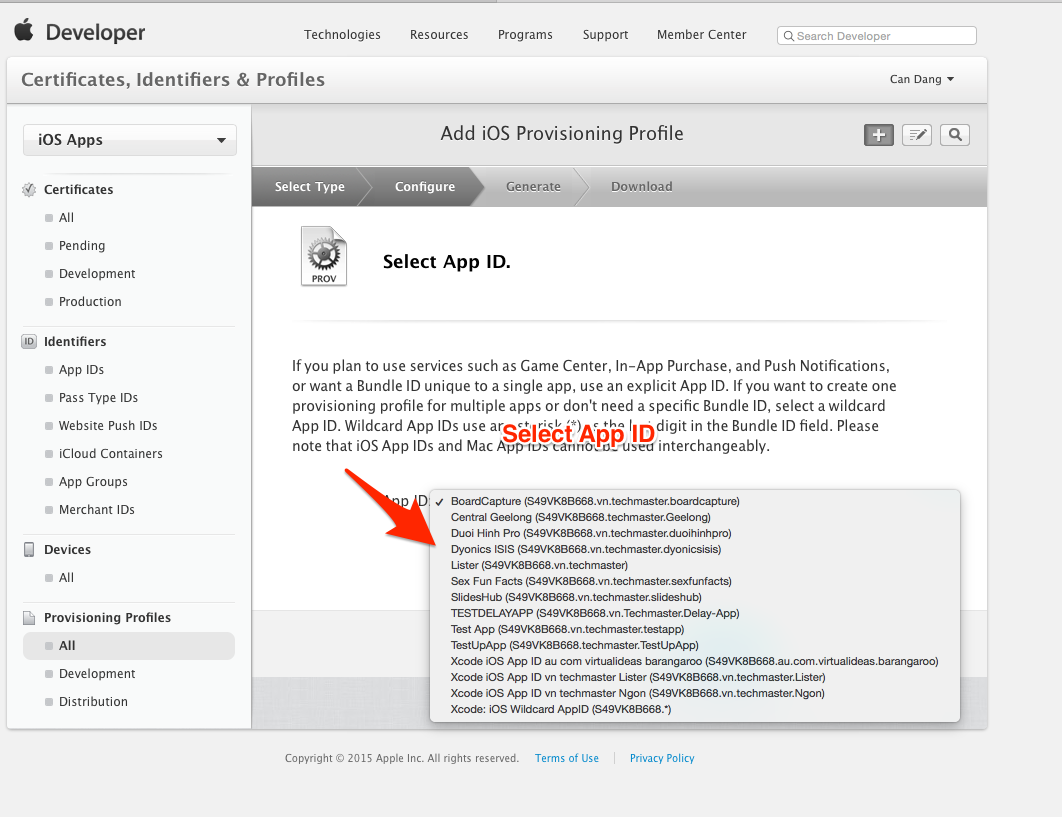 Developer
Technologies
Resources
Programs
Support
Member Center
Search Developer
Certificates, Identifiers & Profiles
Can Dang
iOS Apps
Certificates
All
Pending
Development
Production
ID
Identifiers
App IDs
Pass Type IDs
Website Push IDs
iCloud Containers
App Groups
Merchant IDs
Devices
All
Provisioning Profiles
All
Development
Distribution
Add iOS Provisioning Profile
Select Type
Configure
Generate
Download
PROV
Select App ID.
If you plan to use services such as Game Center, In-App Purchase, and Push Notifications,
or want a Bundle ID unique to a single app, use an explicit App ID. If you want to create one
provisioning profile for multiple apps or don't need a specific Bundle ID, select a wildcard
App ID. Wildcard App IDs use an asterisk (*) as the last digit in the Bundle ID field. Please
note that iOS App IDs and Mac App IDs cannot be used interchangeably.
Select App ID
App ID:
BoardCapture (S49VK8B668.vn.techmaster.boardcapture)
Central Geelong (S49VK8B668.techmaster.Geelong)
Duoi Hinh Pro (S49VK8B668.vn.techmaster.duoihinhpro)
Dyonics ISIS (S49VK8B668.vn.techmaster.dyonicsisis)
Lister (S49VK8B668.vn.techmaster)
Sex Fun Facts (S49VK8B668.vn.techmaster.sexfunfacts)
SlidesHub (S49VK8B668.vn.techmaster.slideshub)
TESTDELAYAPP (S49VK8B668.vn.Techmaster.Delay-App)
Test App (S49VK8B668.vn.techmaster.testapp)
TestUpApp (S49VK8B668.techmaster.TestUpApp)
Xcode iOS App ID au com virtualideas barangaroo (S49VK8B668.au.com.virtualideas.barangaroo)
Xcode iOS App ID vn techmaster Lister (S49VK8B668.vn.techmaster.Lister)
Xcode iOS App ID vn techmaster Ngon (S49VK8B668.vn.techmaster.Ngon)
Xcode: iOS Wildcard AppID (S49VK8B668.*)
Copyright © 2015 Apple Inc. All rights reserved.
Terms of Use
Privacy Policy